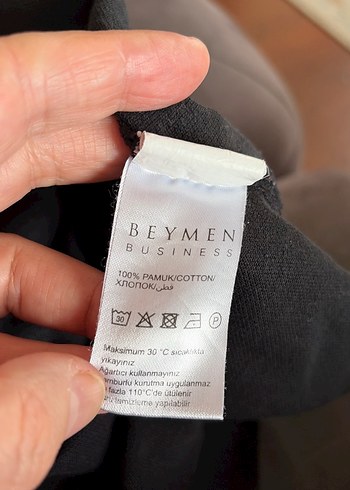 BEYMEN
BUSINESS
100% PAMUK/COTTON/
ХЛОПОК/قطن
30 P
Maksimum 30 °C sıcaklıkta
yıkayınız
Ağartıcı kullanmayınız
amburlu kurutma uygulanmaz
fazla 110°C'de ütülenir
temizleme yapılabilir